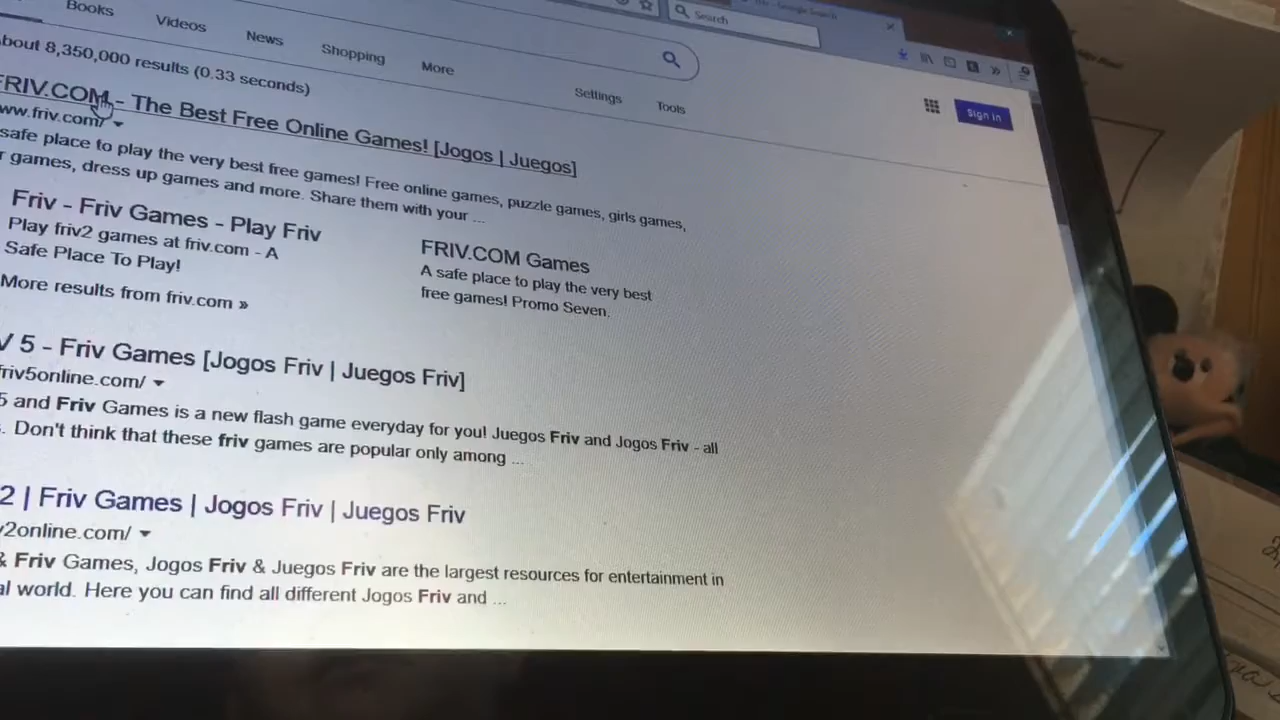 Search
Books
Videos
News
Shopping
More
Settings
Tools
Sign in
bout 8,350,000 results (0.33 seconds)
FRIV.COM - The Best Free Online Games! [Jogos | Juegos]
ww.friv.com/
safe place to play the very best free games! Free online games, puzzle games, girls games,
r games, dress up games and more. Share them with your ...
Friv - Friv Games - Play Friv
Play friv2 games at friv.com - A
Safe Place To Play!
FRIV.COM Games
A safe place to play the very best
free games! Promo Seven.
More results from friv.com »
V 5 - Friv Games [Jogos Friv | Juegos Friv]
friv5online.com/
5 and Friv Games is a new flash game everyday for you! Juegos Friv and Jogos Friv - all
. Don't think that these friv games are popular only among ...
2 | Friv Games | Jogos Friv | Juegos Friv
v2online.com/
& Friv Games, Jogos Friv & Juegos Friv are the largest resources for entertainment in
al world. Here you can find all different Jogos Friv and ...